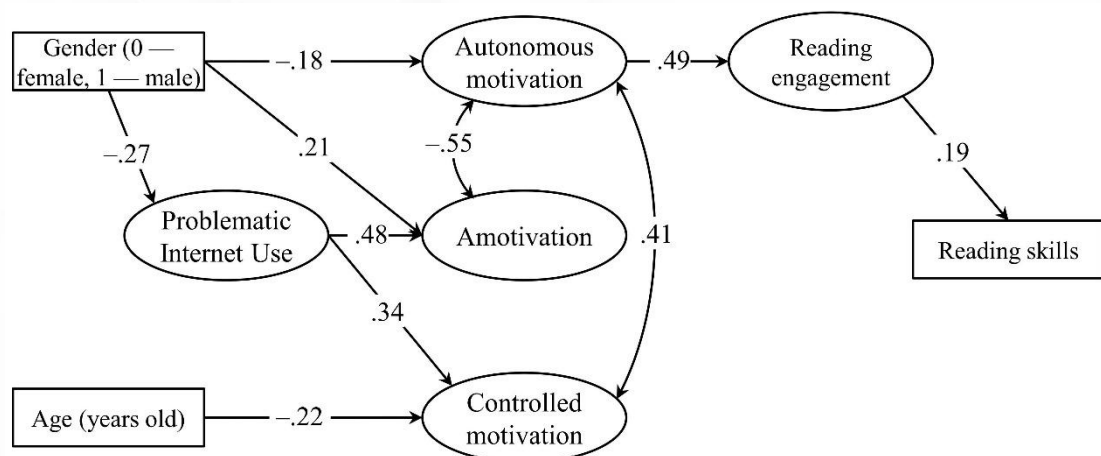 Gender (0 —
female, 1 — male)
–.18
Autonomous
motivation
.49
Reading
engagement
–.27
.21
–.55
.19
Problematic
Internet Use
.48
Amotivation
.41
Reading skills
.34
Age (years old)
–.22
Controlled
motivation